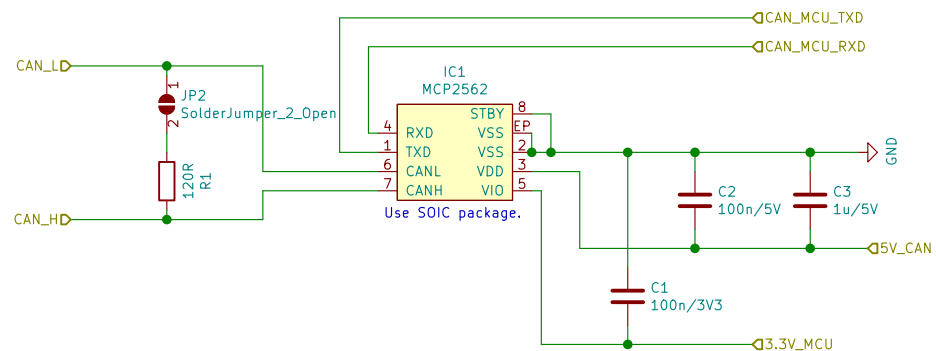 CAN_MCU_TXD
CAN_MCU_RXD
CAN_L
1
JP2
SolderJumper_2_Open
2
120R
R1
CAN_H
IC1
MCP2562
4 RXD
1 TXD
6 CANL
7 CANH
STBY 8
VSS EP
VSS 2
VDD 3
VIO 5
Use SOIC package.
GND
C2
100n/5V
C3
1u/5V
5V_CAN
C1
100n/3V3
3.3V_MCU